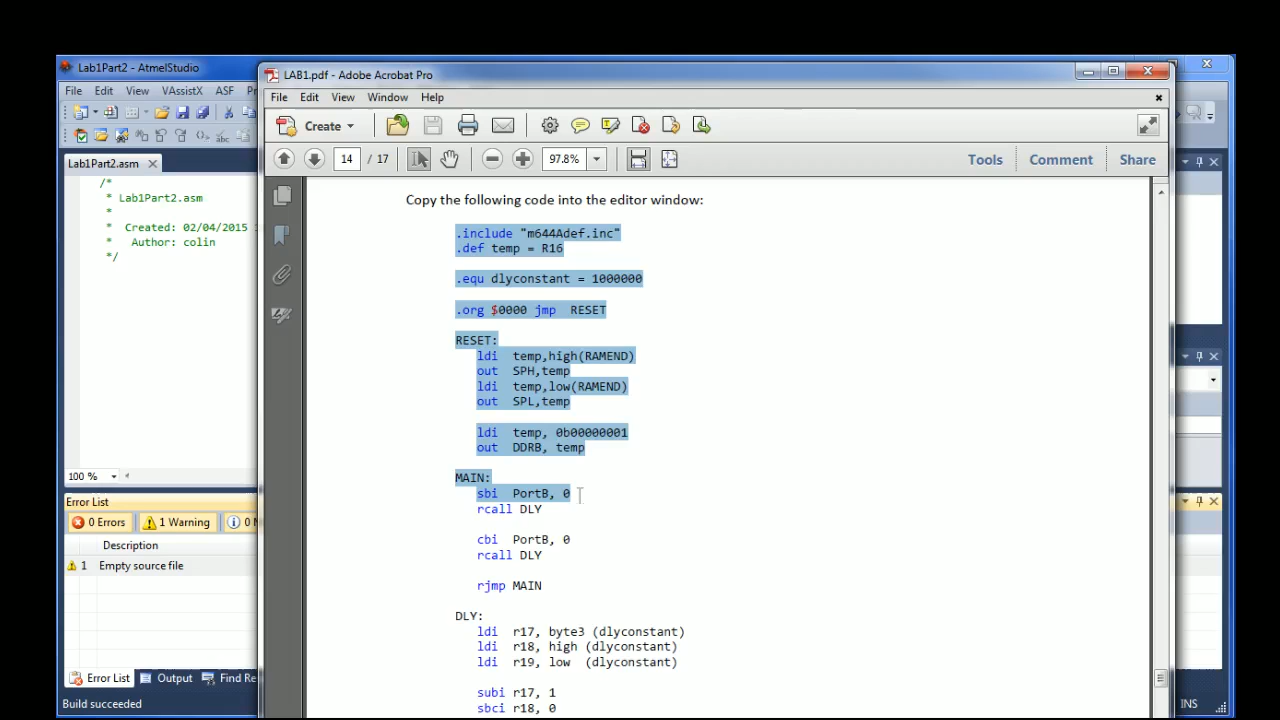 Lab1Part2 - AtmelStudio
LAB1.pdf - Adobe Acrobat Pro
File Edit View VAssistX ASF
File Edit View Window Help
Create
14 / 17
97.8%
Tools Comment Share
Lab1Part2.asm
/*
* Lab1Part2.asm
*
* Created: 02/04/2015
* Author: colin
*/
100 %
Error List
0 Errors 1 Warning
Description
1 Empty source file
Error List Output Find Re
Build succeeded
INS
Copy the following code into the editor window:
.include "m644Adef.inc"
.def temp = R16
.equ dlyconstant = 1000000
.org $0000 jmp RESET
RESET:
ldi temp,high(RAMEND)
out SPH,temp
ldi temp,low(RAMEND)
out SPL,temp
ldi temp, 0b00000001
out DDRB, temp
MAIN:
sbi PortB, 0
rcall DLY
cbi PortB, 0
rcall DLY
rjmp MAIN
DLY:
ldi r17, byte3 (dlyconstant)
ldi r18, high (dlyconstant)
ldi r19, low (dlyconstant)
subi r17, 1
sbci r18, 0